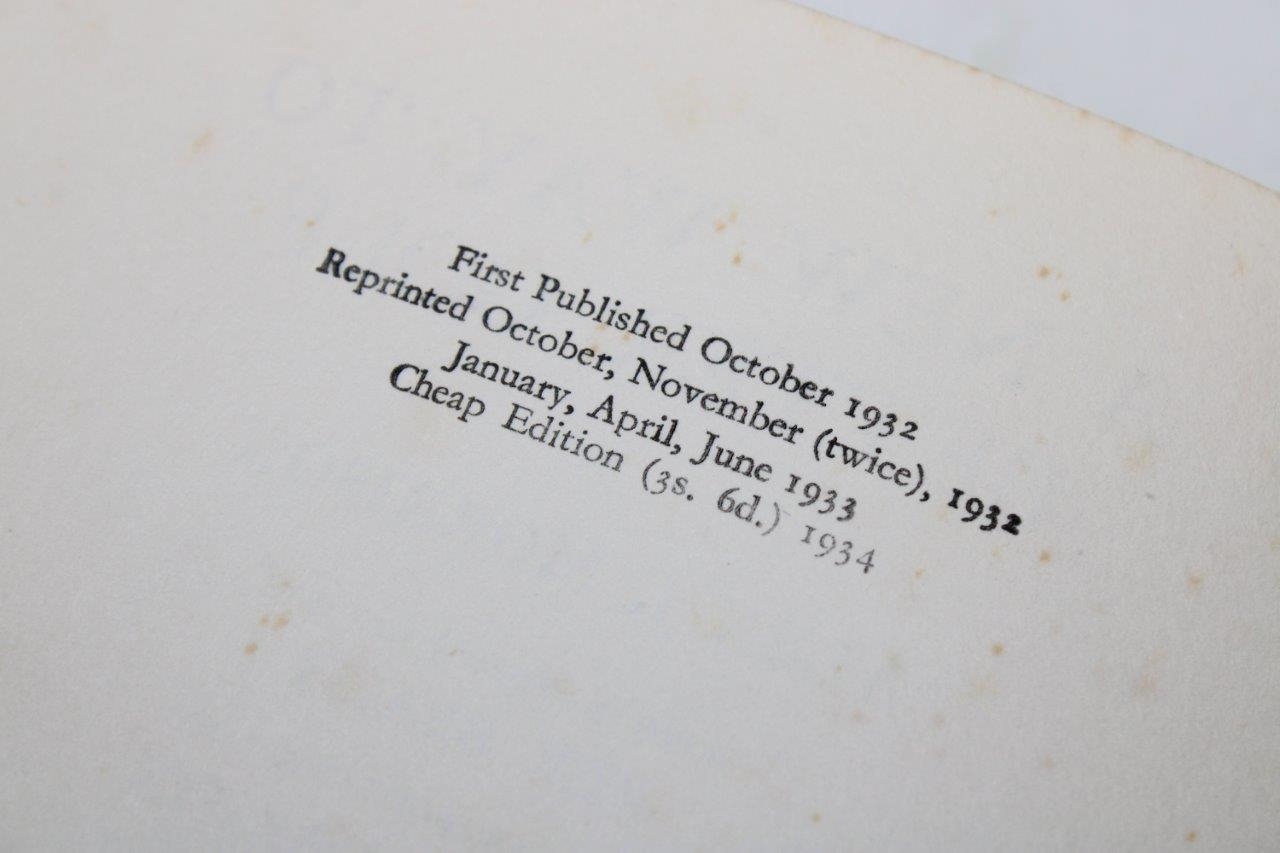 First Published October 1932
Reprinted October, November (twice), 1932
January, April, June 1933
Cheap Edition (3s. 6d.) 1934